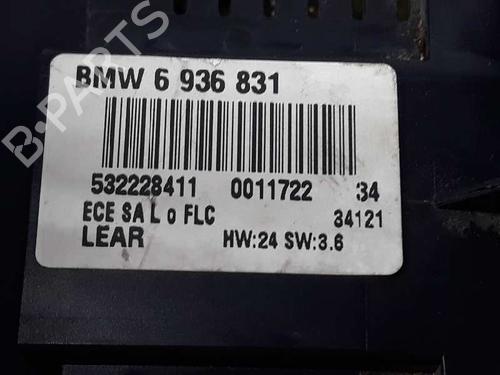 B-PARTS
BMW 6 936 831
532228411 0011722 34
ECE SA L o FLC 34121
LEAR HW:24 SW:3.6